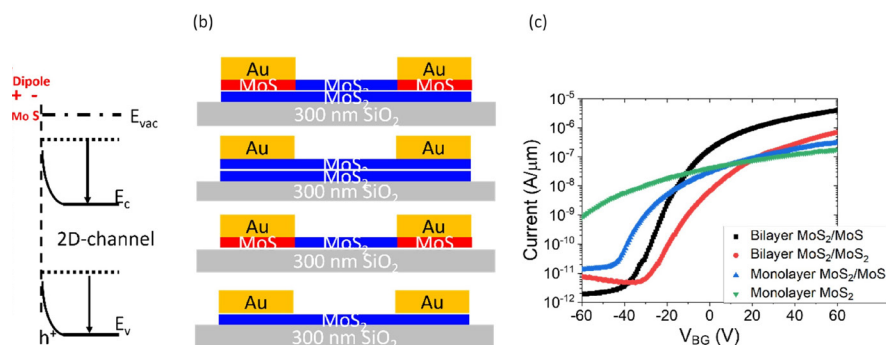 (b)
(c)
Dipole
+ -
Mo S
E_vac
E_c
2D-channel
E_v
h⁺
Au
Au
MoS
MoS₂
MoS
MoS₂
300 nm SiO₂
Au
Au
MoS₂
MoS₂
300 nm SiO₂
Au
Au
MoS
MoS₂
MoS
300 nm SiO₂
Au
Au
MoS₂
300 nm SiO₂
Current (A/μm)
10⁻⁵
10⁻⁶
10⁻⁷
10⁻⁸
10⁻⁹
10⁻¹⁰
10⁻¹¹
10⁻¹²
Bilayer MoS₂/MoS
Bilayer MoS₂/MoS₂
Monolayer MoS₂/MoS
Monolayer MoS₂
-60 -40 -20 0 20 40 60
V_BG (V)